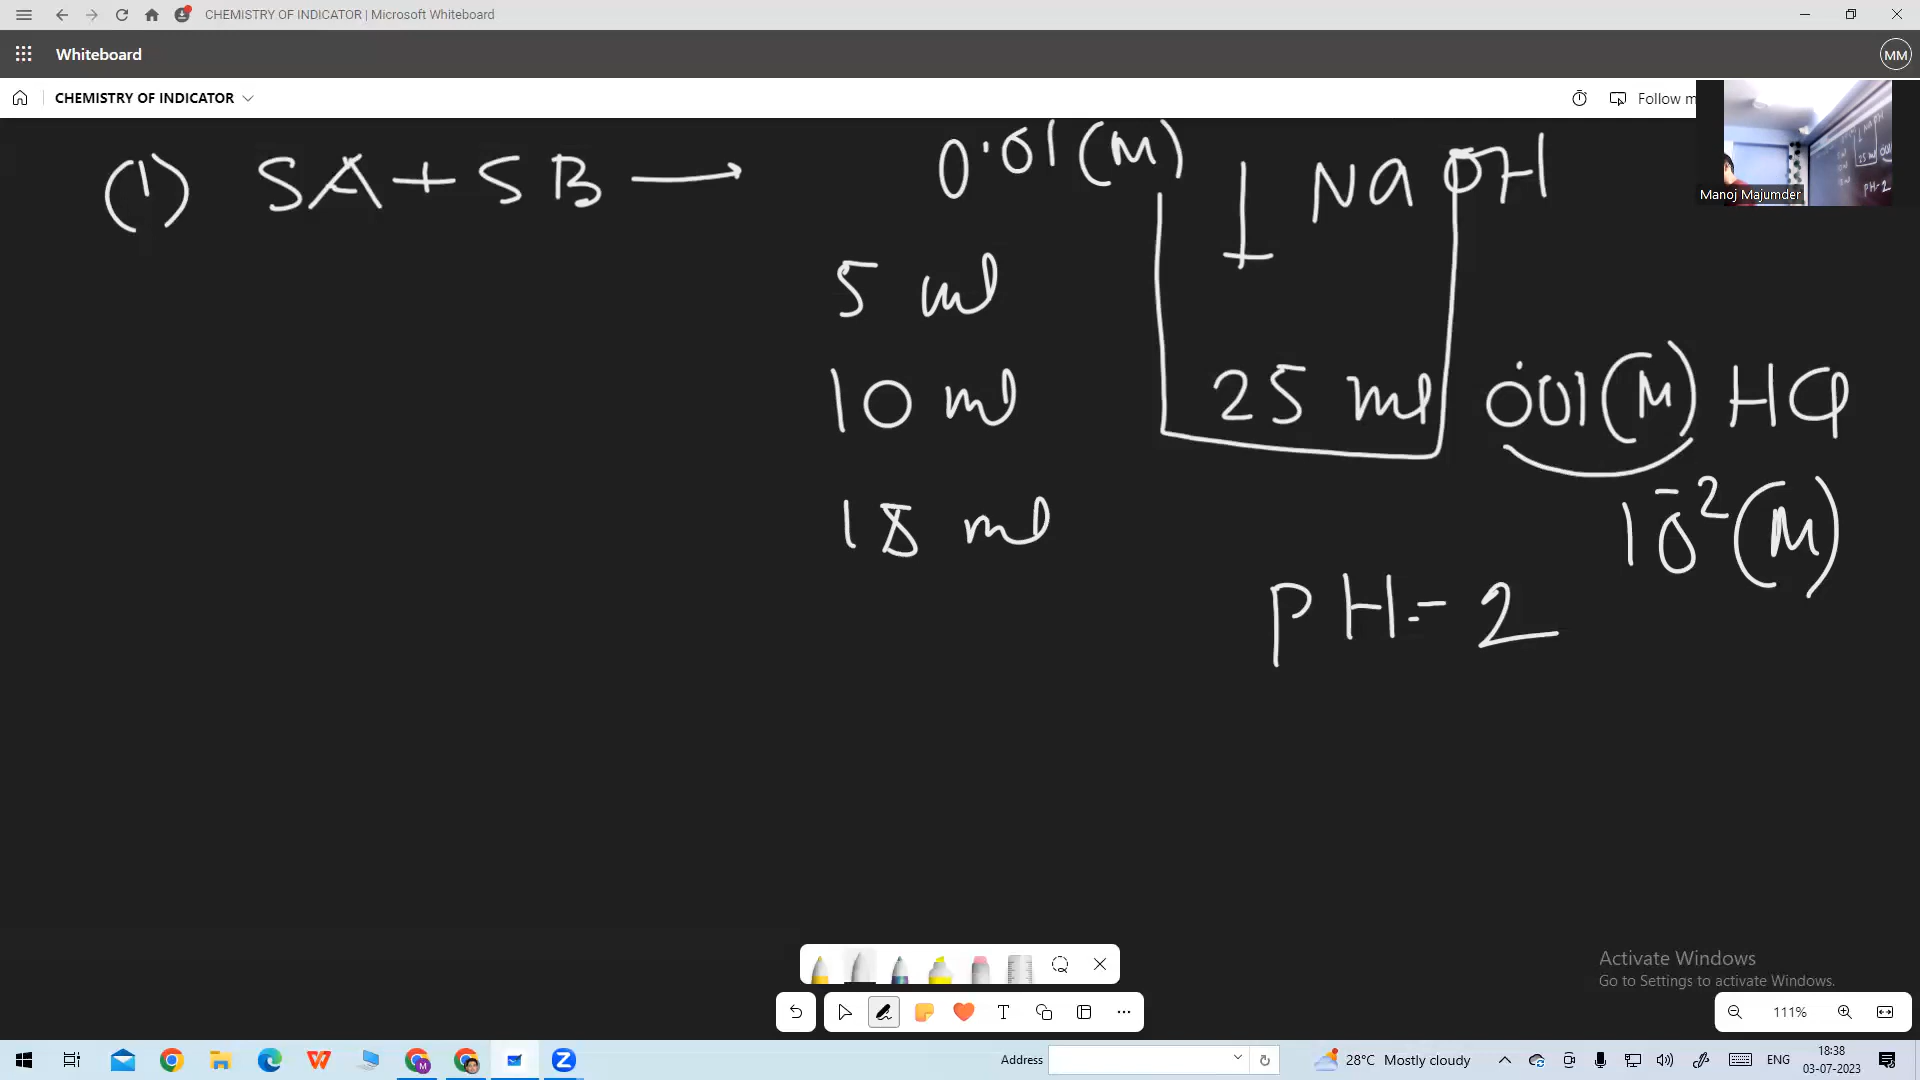 CHEMISTRY OF INDICATOR | Microsoft Whiteboard
Whiteboard
MM
CHEMISTRY OF INDICATOR
Follow m
Manoj Majumder
(1) SA + SB → 0.01 (M) NaOH
5 ml
10 ml 25 ml 0.01 (M) HCl
18 ml 10⁻² (M)
pH = 2
Activate Windows
Go to Settings to activate Windows.
111%
Address
28°C Mostly cloudy
ENG
18:38
03-07-2023